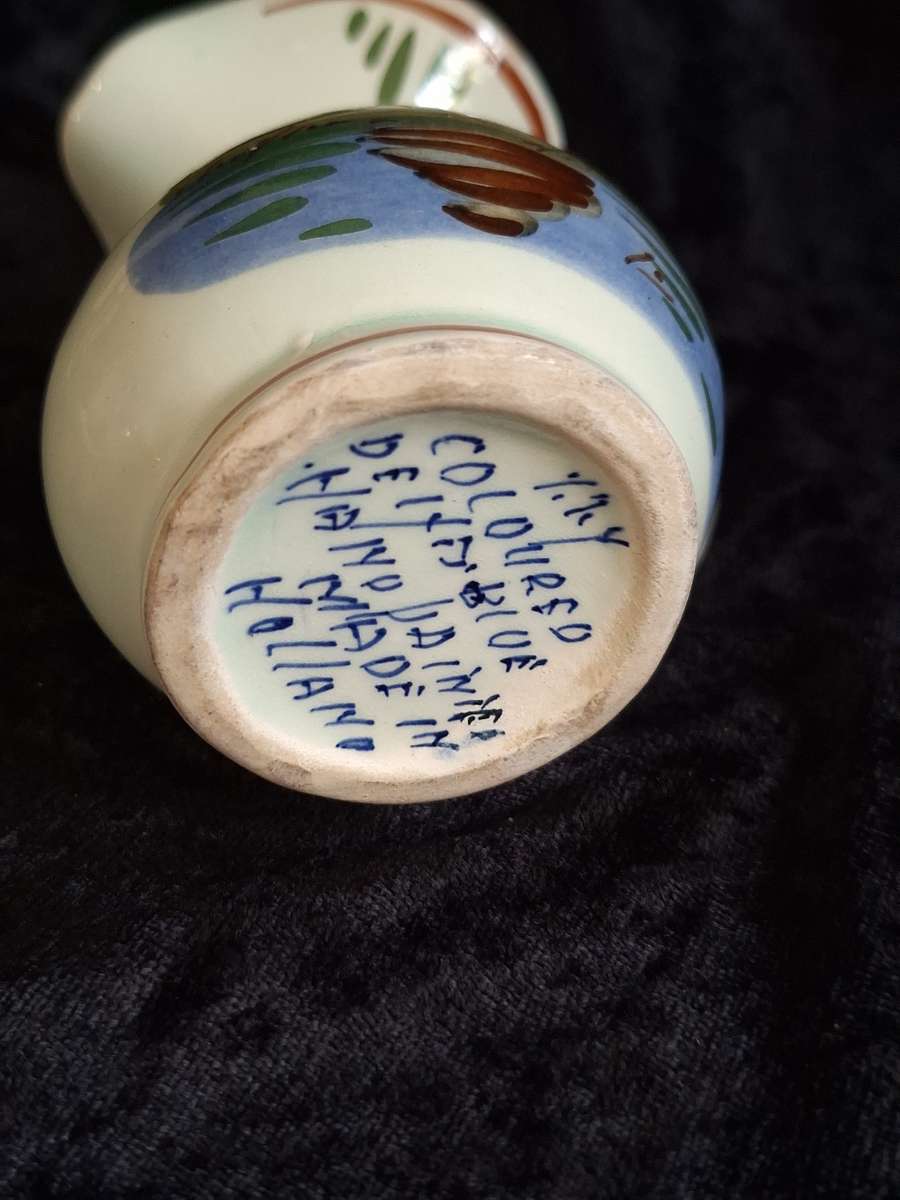 COLOURED
DELFT BLUE
HANDPAINTED
MADE IN
HOLLAND